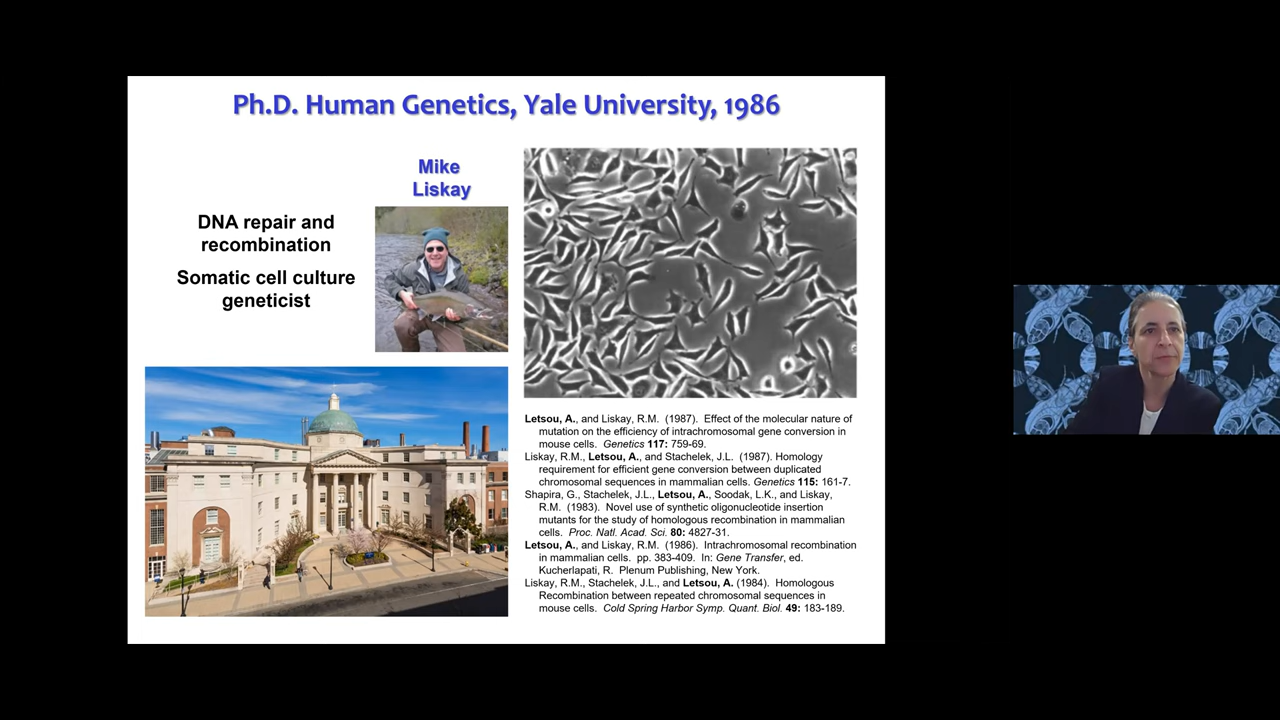 Ph.D. Human Genetics, Yale University, 1986
Mike
Liskay
DNA repair and
recombination
Somatic cell culture
geneticist
Letsou, A., and Liskay, R.M. (1987). Effect of the molecular nature of
mutation on the efficiency of intrachromosomal gene conversion in
mouse cells. Genetics 117: 759-69.
Liskay, R.M., Letsou, A., and Stachelek, J.L. (1987). Homology
requirement for efficient gene conversion between duplicated
chromosomal sequences in mammalian cells. Genetics 115: 161-7.
Shapira, G., Stachelek, J.L., Letsou, A., Soodak, L.K., and Liskay,
R.M. (1983). Novel use of synthetic oligonucleotide insertion
mutants for the study of homologous recombination in mammalian
cells. Proc. Natl. Acad. Sci. 80: 4827-31.
Letsou, A., and Liskay, R.M. (1986). Intrachromosomal recombination
in mammalian cells. pp. 383-409. In: Gene Transfer, ed.
Kucherlapati, R. Plenum Publishing, New York.
Liskay, R.M., Stachelek, J.L., and Letsou, A. (1984). Homologous
Recombination between repeated chromosomal sequences in
mouse cells. Cold Spring Harbor Symp. Quant. Biol. 49: 183-189.